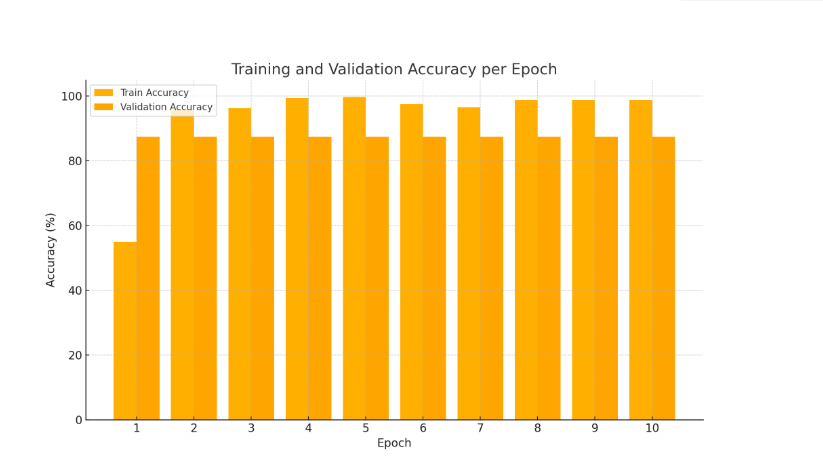 Training and Validation Accuracy per Epoch
Train Accuracy
Validation Accuracy
100
80
60
40
20
0
Accuracy (%)
1 2 3 4 5 6 7 8 9 10
Epoch